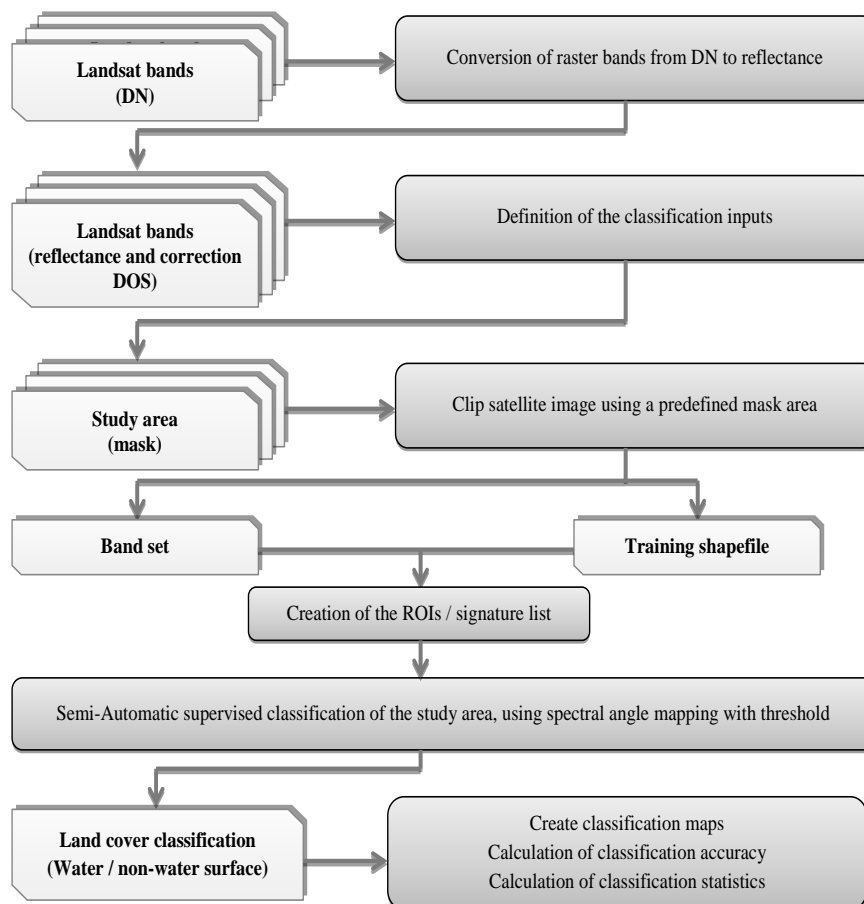 Landsat bands
(DN)
Conversion of raster bands from DN to reflectance
Landsat bands
(reflectance and correction
DOS)
Definition of the classification inputs
Study area
(mask)
Clip satellite image using a predefined mask area
Band set
Training shapefile
Creation of the ROIs / signature list
Semi-Automatic supervised classification of the study area, using spectral angle mapping with threshold
Land cover classification
(Water / non-water surface)
Create classification maps
Calculation of classification accuracy
Calculation of classification statistics